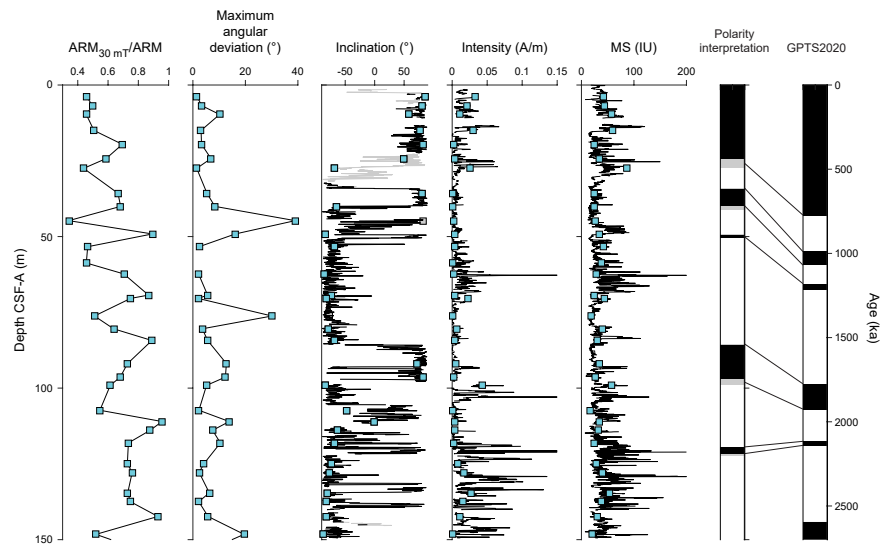 Maximum
angular
deviation (°)
ARM30 mT/ARM
Inclination (°)
Intensity (A/m)
MS (IU)
Polarity
interpretation
GPTS2020
0.4 0.6 0.8 1
0 20 40
-50 0 50
0 0.05 0.1 0.15
0 100 200
0
50
100
150
Depth CSF-A (m)
0
500
1000
1500
2000
2500
Age (ka)